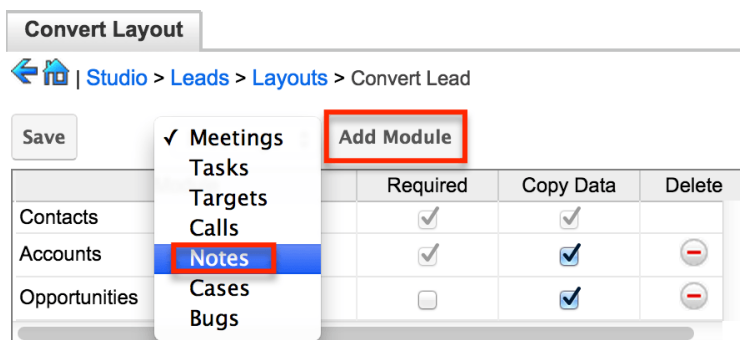 Convert Layout
| Studio > Leads > Layouts > Convert Lead
Save
✓ Meetings
Tasks
Targets
Calls
Notes
Cases
Bugs
Add Module
Required Copy Data Delete
Contacts
Accounts
Opportunities